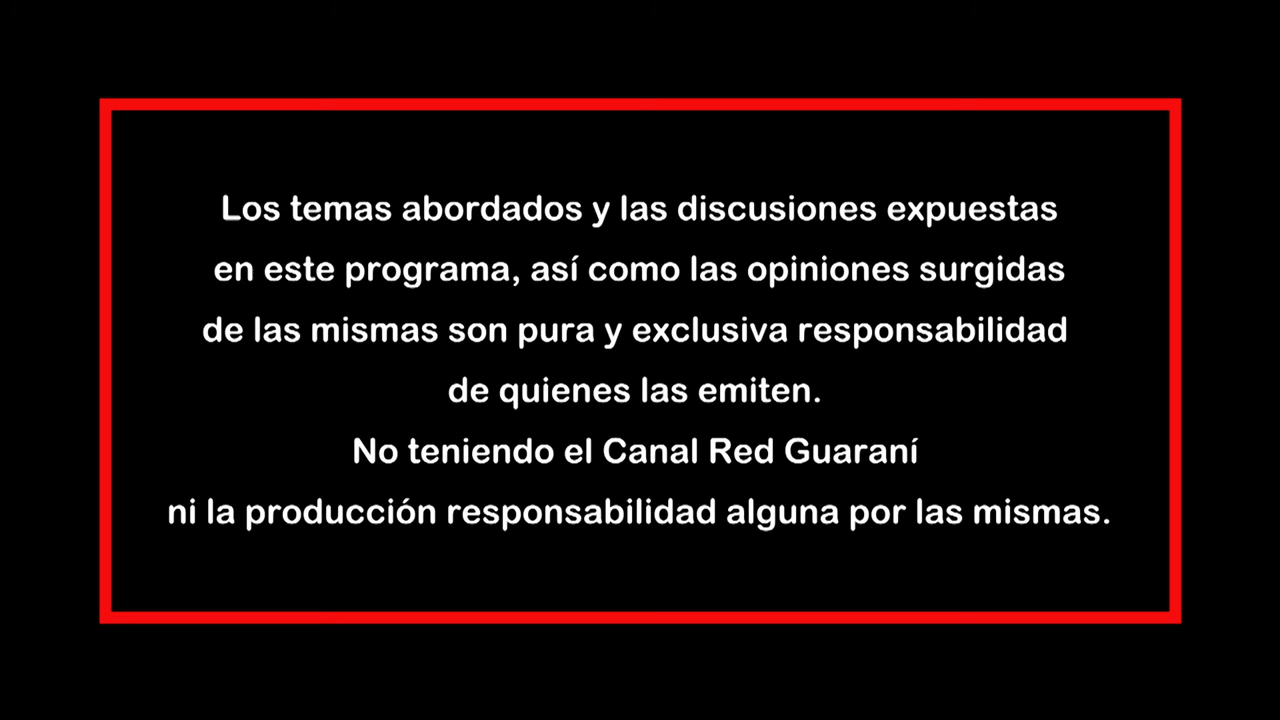 Los temas abordados y las discusiones expuestas
en este programa, así como las opiniones surgidas
de las mismas son pura y exclusiva responsabilidad
de quienes las emiten.
No teniendo el Canal Red Guaraní
ni la producción responsabilidad alguna por las mismas.